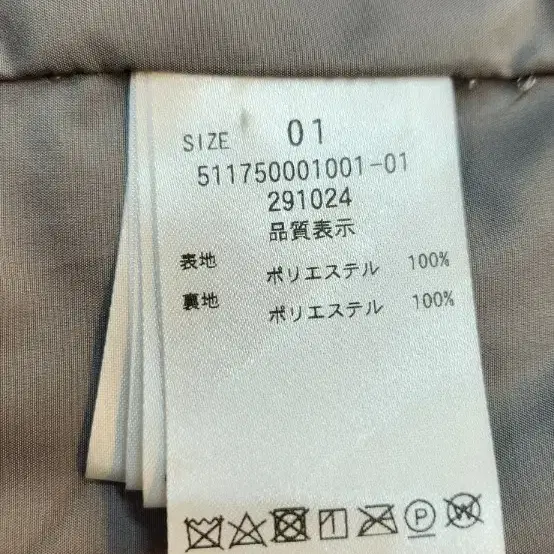 SIZE 01
511750001001-01
291024
品質表示
表地 ポリエステル 100%
裏地 ポリエステル 100%
P W